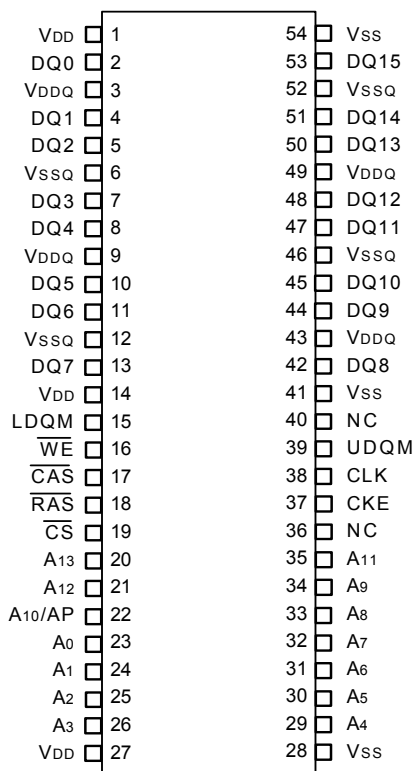 VDD 1 54 VSS
DQ0 2 53 DQ15
VDDQ 3 52 VSSQ
DQ1 4 51 DQ14
DQ2 5 50 DQ13
VSSQ 6 49 VDDQ
DQ3 7 48 DQ12
DQ4 8 47 DQ11
VDDQ 9 46 VSSQ
DQ5 10 45 DQ10
DQ6 11 44 DQ9
VSSQ 12 43 VDDQ
DQ7 13 42 DQ8
VDD 14 41 VSS
LDQM 15 40 NC
WE 16 39 UDQM
CAS 17 38 CLK
RAS 18 37 CKE
CS 19 36 NC
A13 20 35 A11
A12 21 34 A9
A10/AP 22 33 A8
A0 23 32 A7
A1 24 31 A6
A2 25 30 A5
A3 26 29 A4
VDD 27 28 VSS